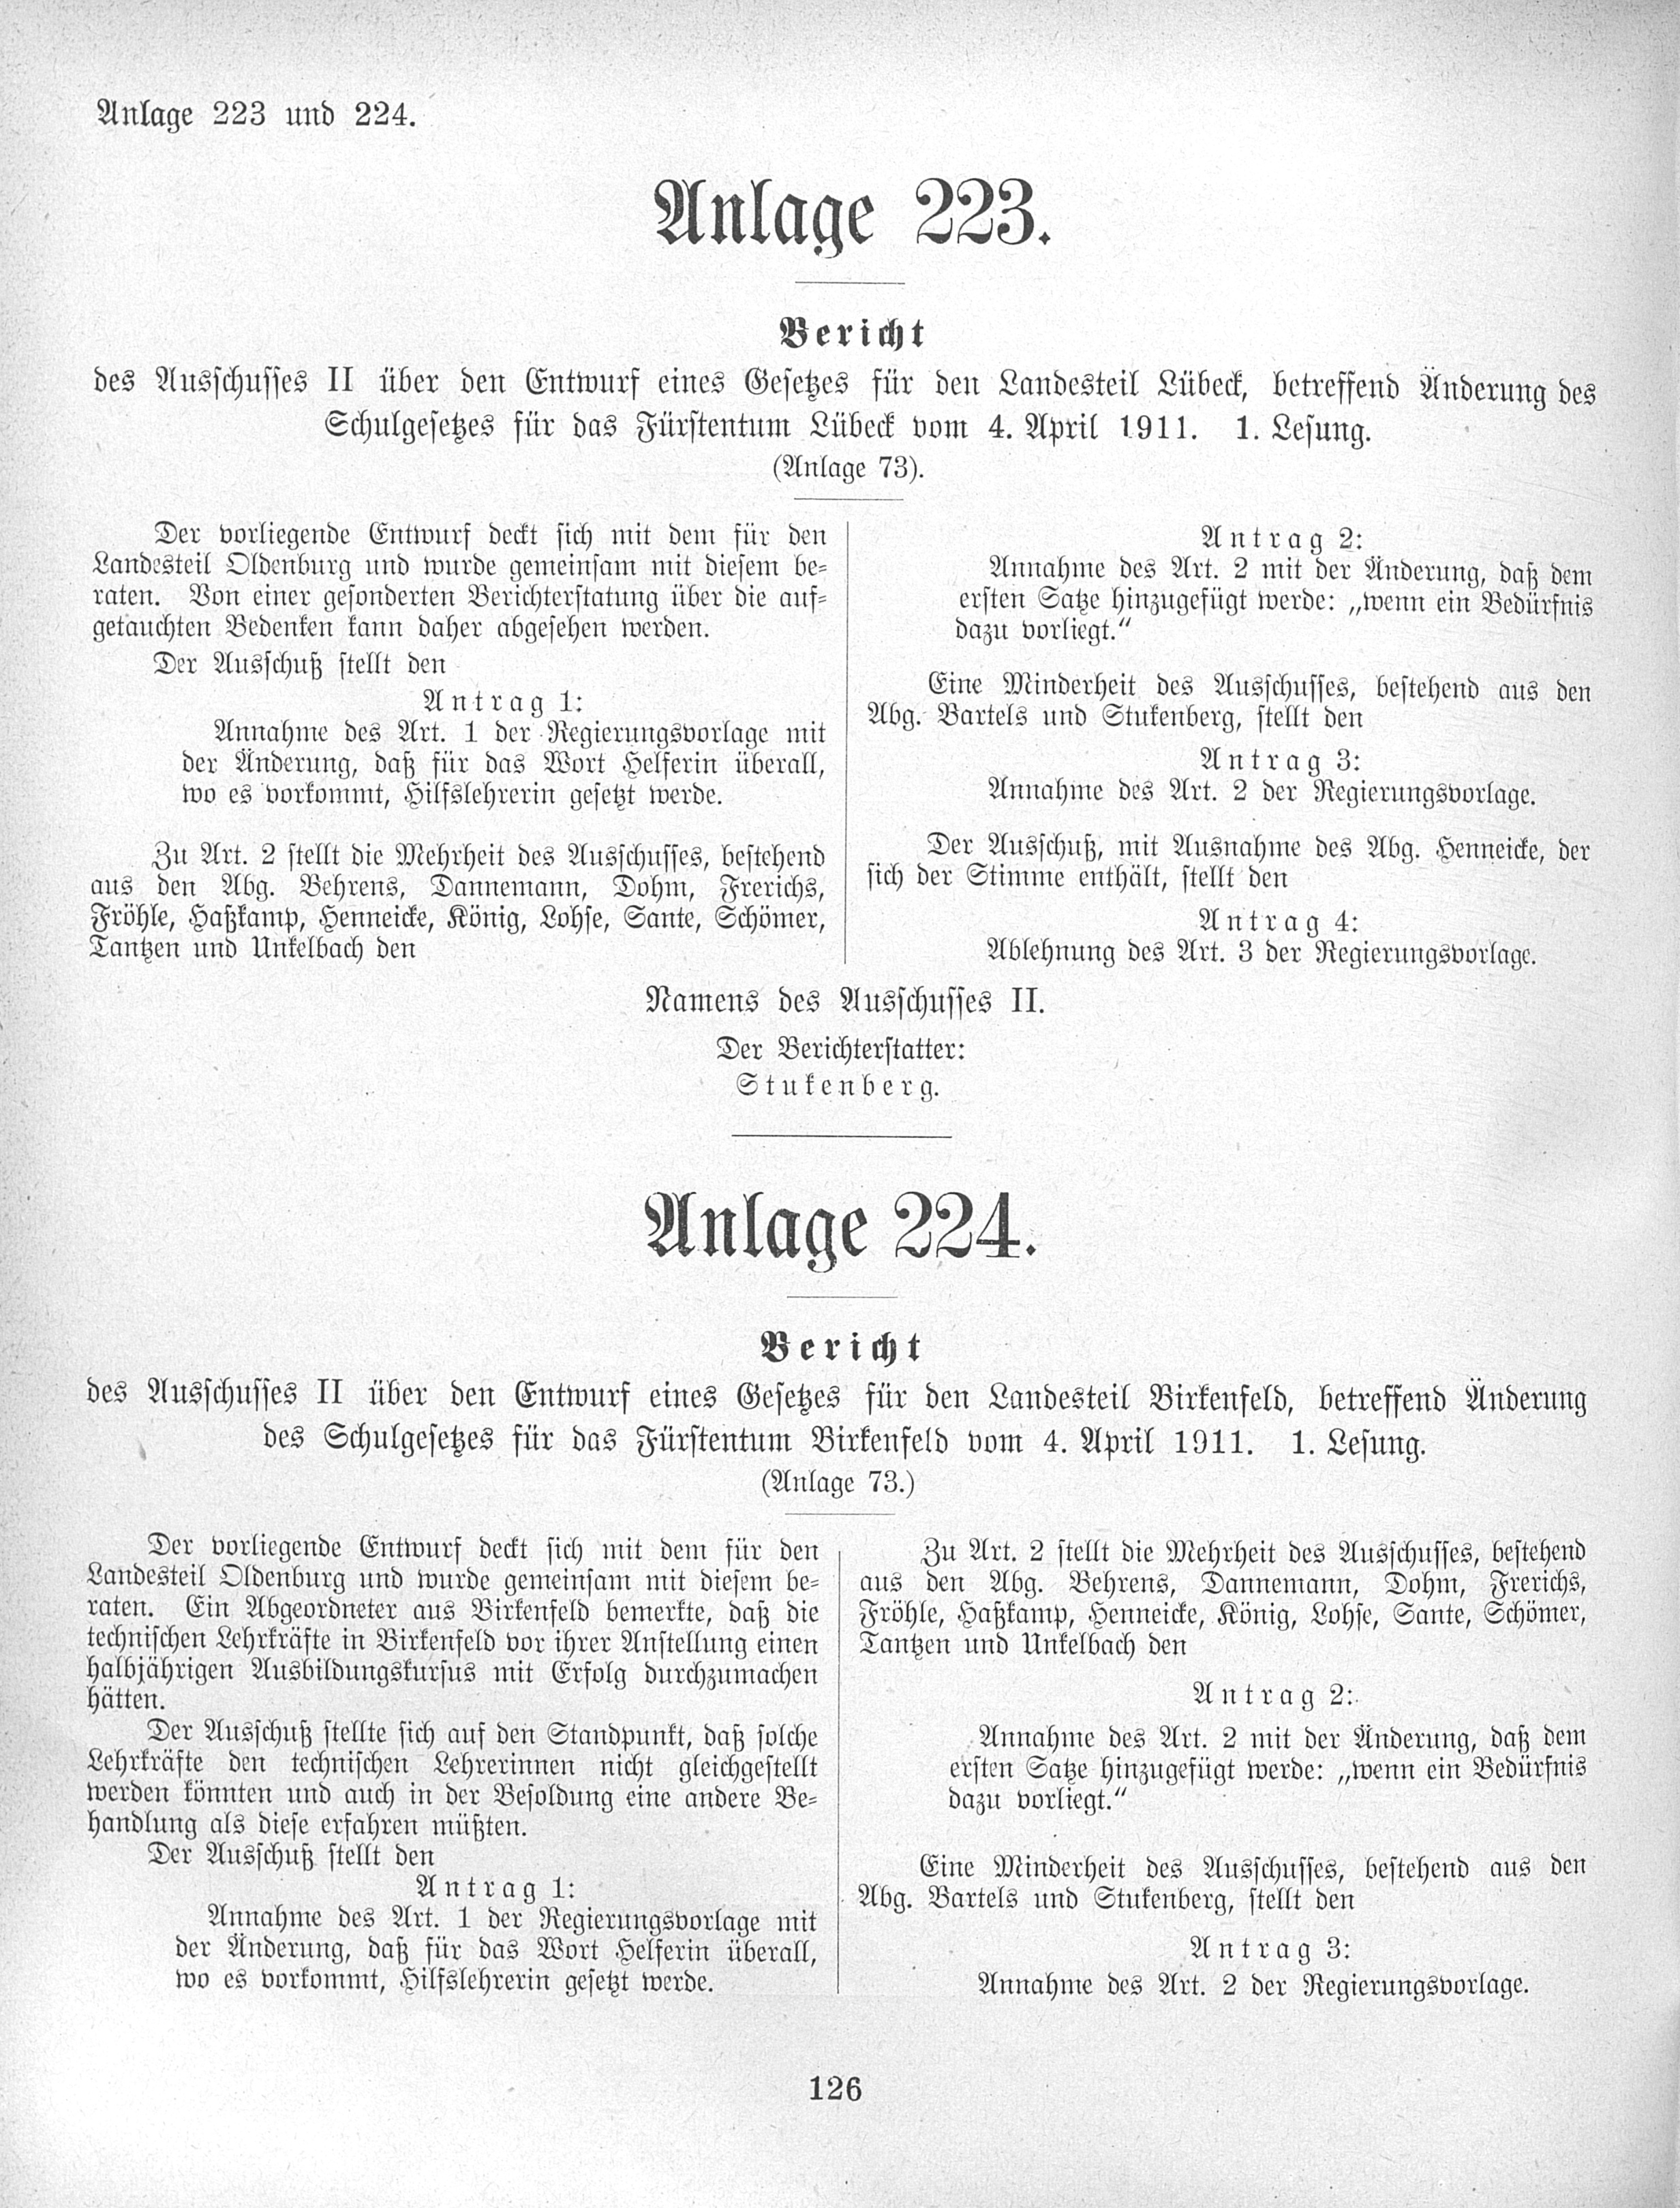 Anlage 223 und 224.
Anlage 223.
Bericht
des Ausschusses II über den Entwurf eines Gesetzes für den Landesteil Lübeck, betreffend Änderung des
Schulgesetzes für das Fürstentum Lübeck vom 4. April 1911. 1. Lesung.
(Anlage 73).
Der vorliegende Entwurf deckt sich mit dem für den
Landesteil Oldenburg und wurde gemeinsam mit diesem be-
raten. Von einer gesonderten Berichterstatung über die auf-
getauchten Bedenken kann daher abgesehen werden.
Der Ausschuß stellt den
Antrag 1:
Annahme des Art. 1 der Regierungsvorlage mit
der Änderung, daß für das Wort Helferin überall,
wo es vorkommt, Hilfslehrerin gesetzt werde.
Zu Art. 2 stellt die Mehrheit des Ausschusses, bestehend
aus den Abg. Behrens, Dannemann, Dohm, Frerichs,
Fröhle, Haßkamp, Henneicke, König, Lohse, Sante, Schömer,
Tantzen und Unkelbach den
Antrag 2:
Annahme des Art. 2 mit der Änderung, daß dem
ersten Satze hinzugefügt werde: „wenn ein Bedürfnis
dazu vorliegt.“
Eine Minderheit des Ausschusses, bestehend aus den
Abg. Bartels und Stukenberg, stellt den
Antrag 3:
Annahme des Art. 2 der Regierungsvorlage.
Der Ausschuß, mit Ausnahme des Abg. Henneicke, der
sich der Stimme enthält, stellt den
Antrag 4:
Ablehnung des Art. 3 der Regierungsvorlage.
Namens des Ausschusses II.
Der Berichterstatter:
Stukenberg.
Anlage 224.
Bericht
des Ausschusses II über den Entwurf eines Gesetzes für den Landesteil Birkenfeld, betreffend Änderung
des Schulgesetzes für das Fürstentum Birkenfeld vom 4. April 1911. 1. Lesung.
(Anlage 73.)
Der vorliegende Entwurf deckt sich mit dem für den
Landesteil Oldenburg und wurde gemeinsam mit diesem be-
raten. Ein Abgeordneter aus Birkenfeld bemerkte, daß die
technischen Lehrkräfte in Birkenfeld vor ihrer Anstellung einen
halbjährigen Ausbildungskursus mit Erfolg durchzumachen
hätten.
Der Ausschuß stellte sich auf den Standpunkt, daß solche
Lehrkräfte den technischen Lehrerinnen nicht gleichgestellt
werden könnten und auch in der Besoldung eine andere Be-
handlung als diese erfahren müßten.
Der Ausschuß stellt den
Antrag 1:
Annahme des Art. 1 der Regierungsvorlage mit
der Änderung, daß für das Wort Helferin überall,
wo es vorkommt, Hilfslehrerin gesetzt werde.
Zu Art. 2 stellt die Mehrheit des Ausschusses, bestehend
aus den Abg. Behrens, Dannemann, Dohm, Frerichs,
Fröhle, Haßkamp, Henneicke, König, Lohse, Sante, Schömer,
Tantzen und Unkelbach den
Antrag 2:
Annahme des Art. 2 mit der Änderung, daß dem
ersten Satze hinzugefügt werde: „wenn ein Bedürfnis
dazu vorliegt.“
Eine Minderheit des Ausschusses, bestehend aus den
Abg. Bartels und Stukenberg, stellt den
Antrag 3:
Annahme des Art. 2 der Regierungsvorlage.
126